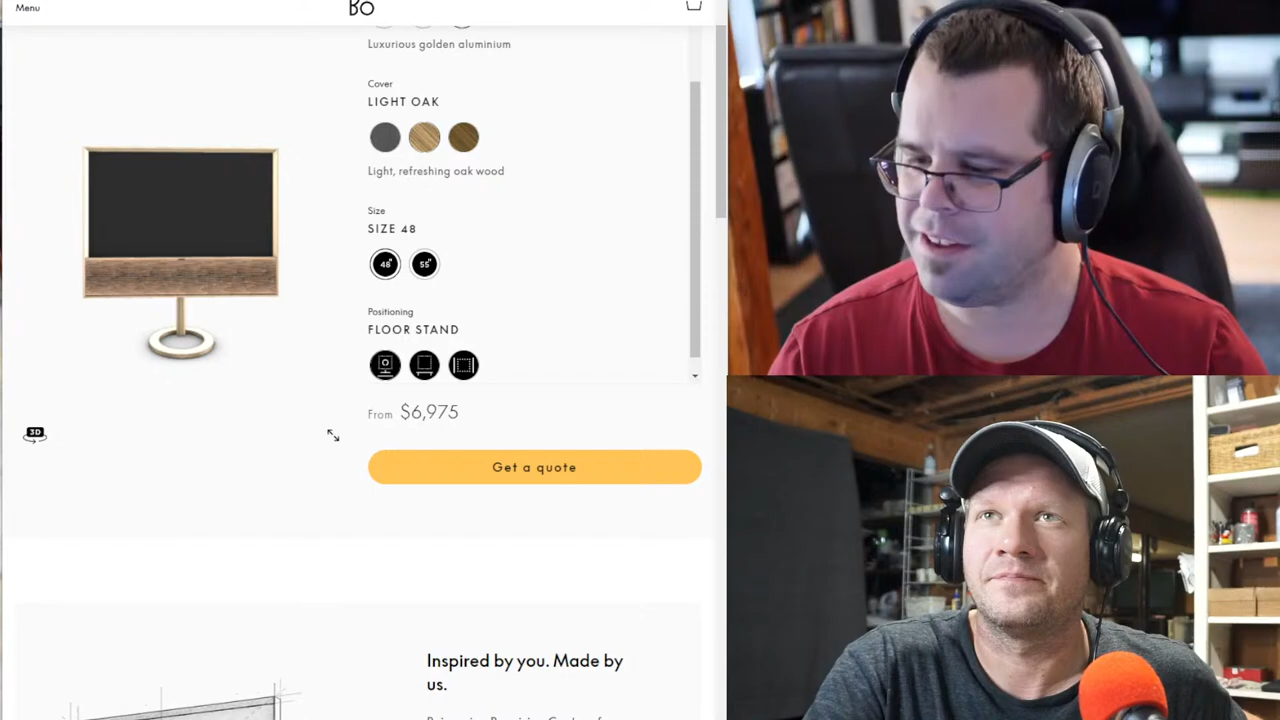 Menu
BO
Luxurious golden aluminium
Cover
LIGHT OAK
Light, refreshing oak wood
Size
SIZE 48
48"
55"
Positioning
FLOOR STAND
From $6,975
3D
Get a quote
Inspired by you. Made by
us.